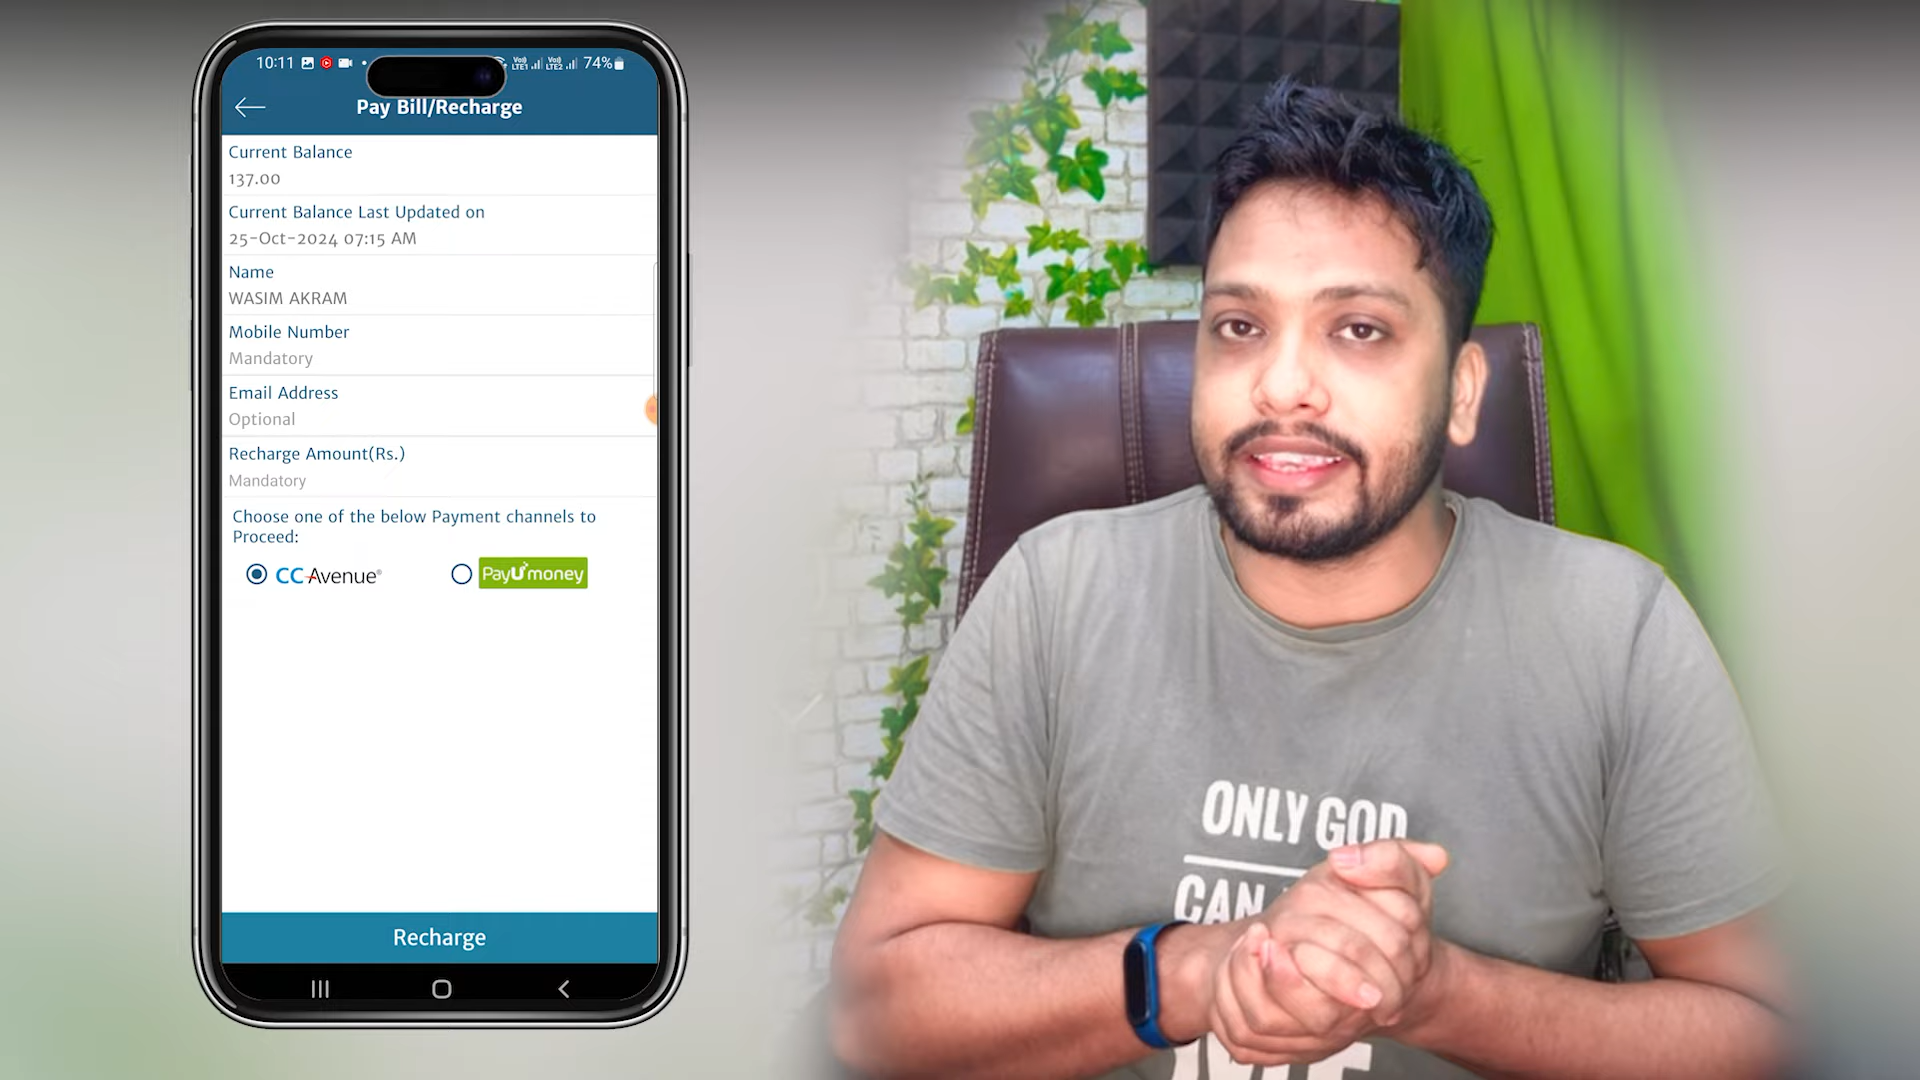 10:11
74%
Pay Bill/Recharge
Current Balance
137.00
Current Balance Last Updated on
25-Oct-2024 07:15 AM
Name
WASIM AKRAM
Mobile Number
Mandatory
Email Address
Optional
Recharge Amount(Rs.)
Mandatory
Choose one of the below Payment channels to
Proceed:
CCAvenue®
PayUmoney
Recharge
ONLY GOD
CAN